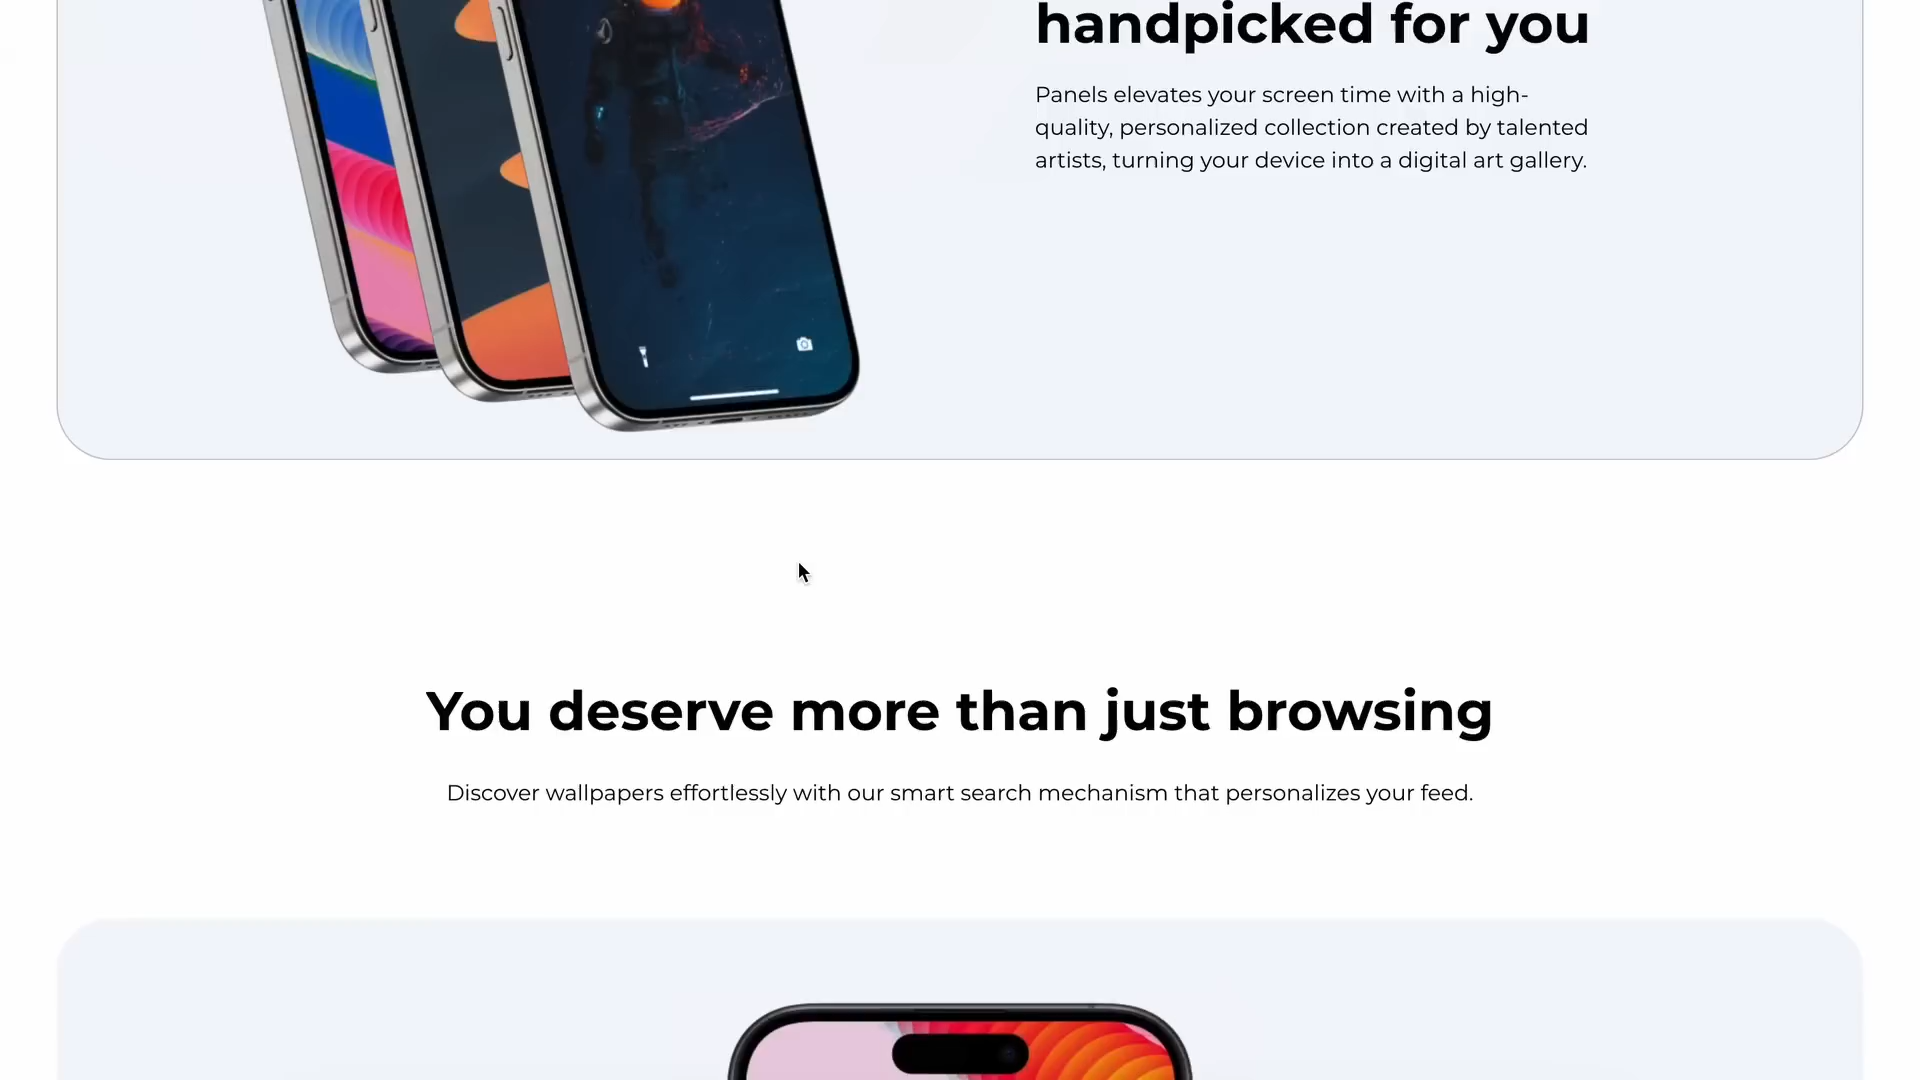 handpicked for you
Panels elevates your screen time with a high-
quality, personalized collection created by talented
artists, turning your device into a digital art gallery.
You deserve more than just browsing
Discover wallpapers effortlessly with our smart search mechanism that personalizes your feed.